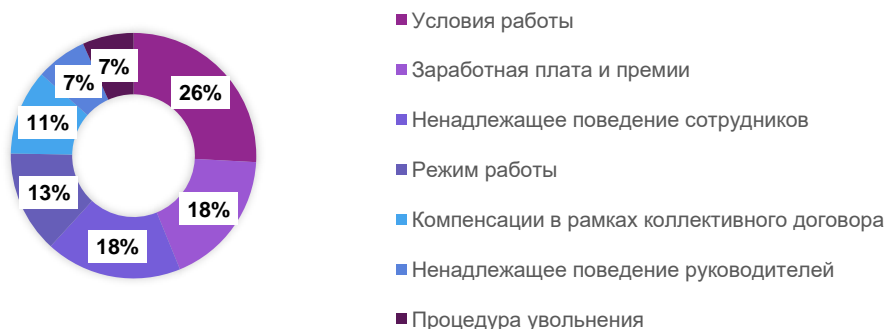 Условия работы
Заработная плата и премии
Ненадлежащее поведение сотрудников
Режим работы
Компенсации в рамках коллективного договора
Ненадлежащее поведение руководителей
Процедура увольнения
26%
18%
18%
13%
11%
7%
7%